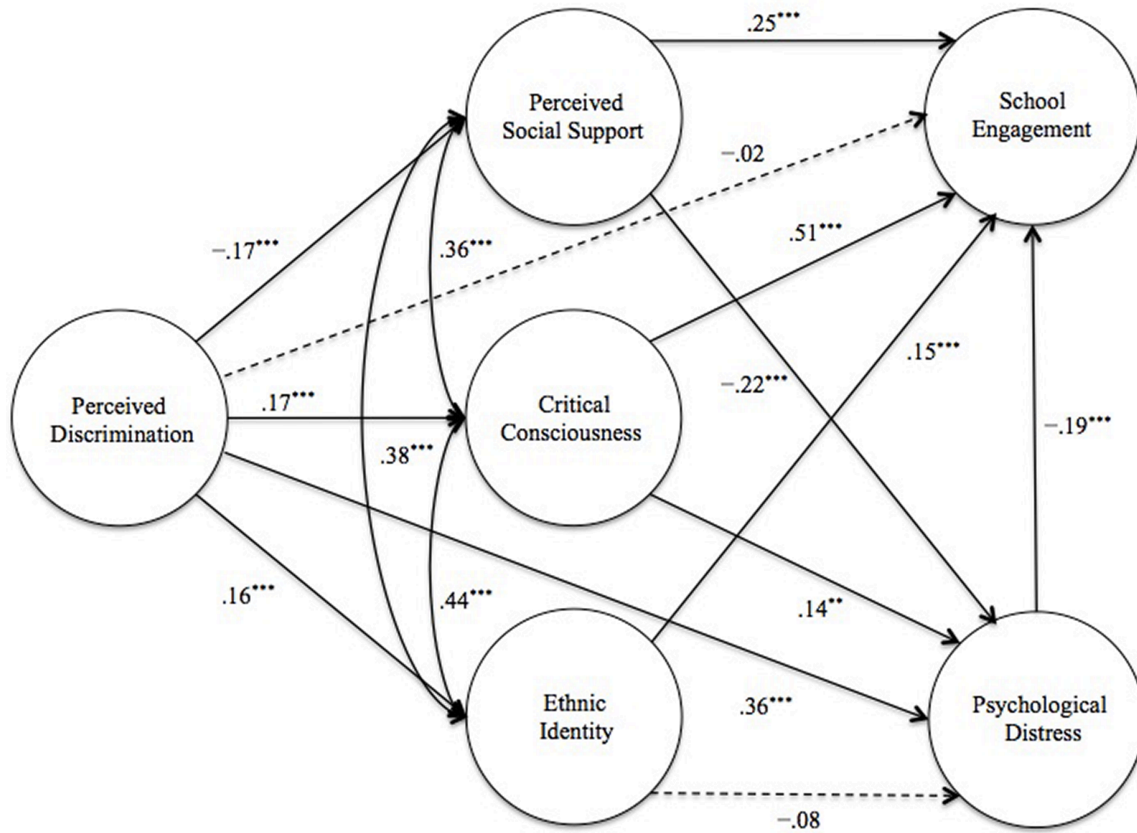 .25***
Perceived
Social Support
School
Engagement
−.02
−.17***
.36***
.51***
.15***
Perceived
Discrimination
.17***
Critical
Consciousness
−.22***
−.19***
.38***
.16***
.44***
.14**
Ethnic
Identity
.36***
Psychological
Distress
−.08